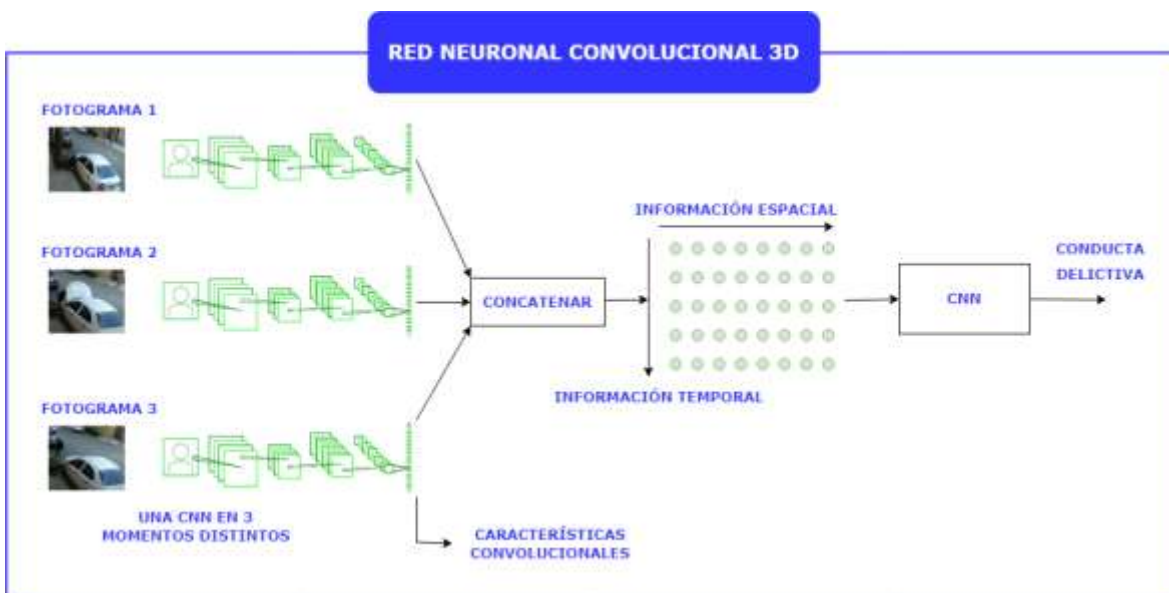 RED NEURONAL CONVOLUCIONAL 3D
FOTOGRAMA 1
FOTOGRAMA 2
FOTOGRAMA 3
UNA CNN EN 3
MOMENTOS DISTINTOS
CARACTERÍSTICAS
CONVOLUCIONALES
CONCATENAR
INFORMACIÓN ESPACIAL
INFORMACIÓN TEMPORAL
CNN
CONDUCTA
DELICTIVA